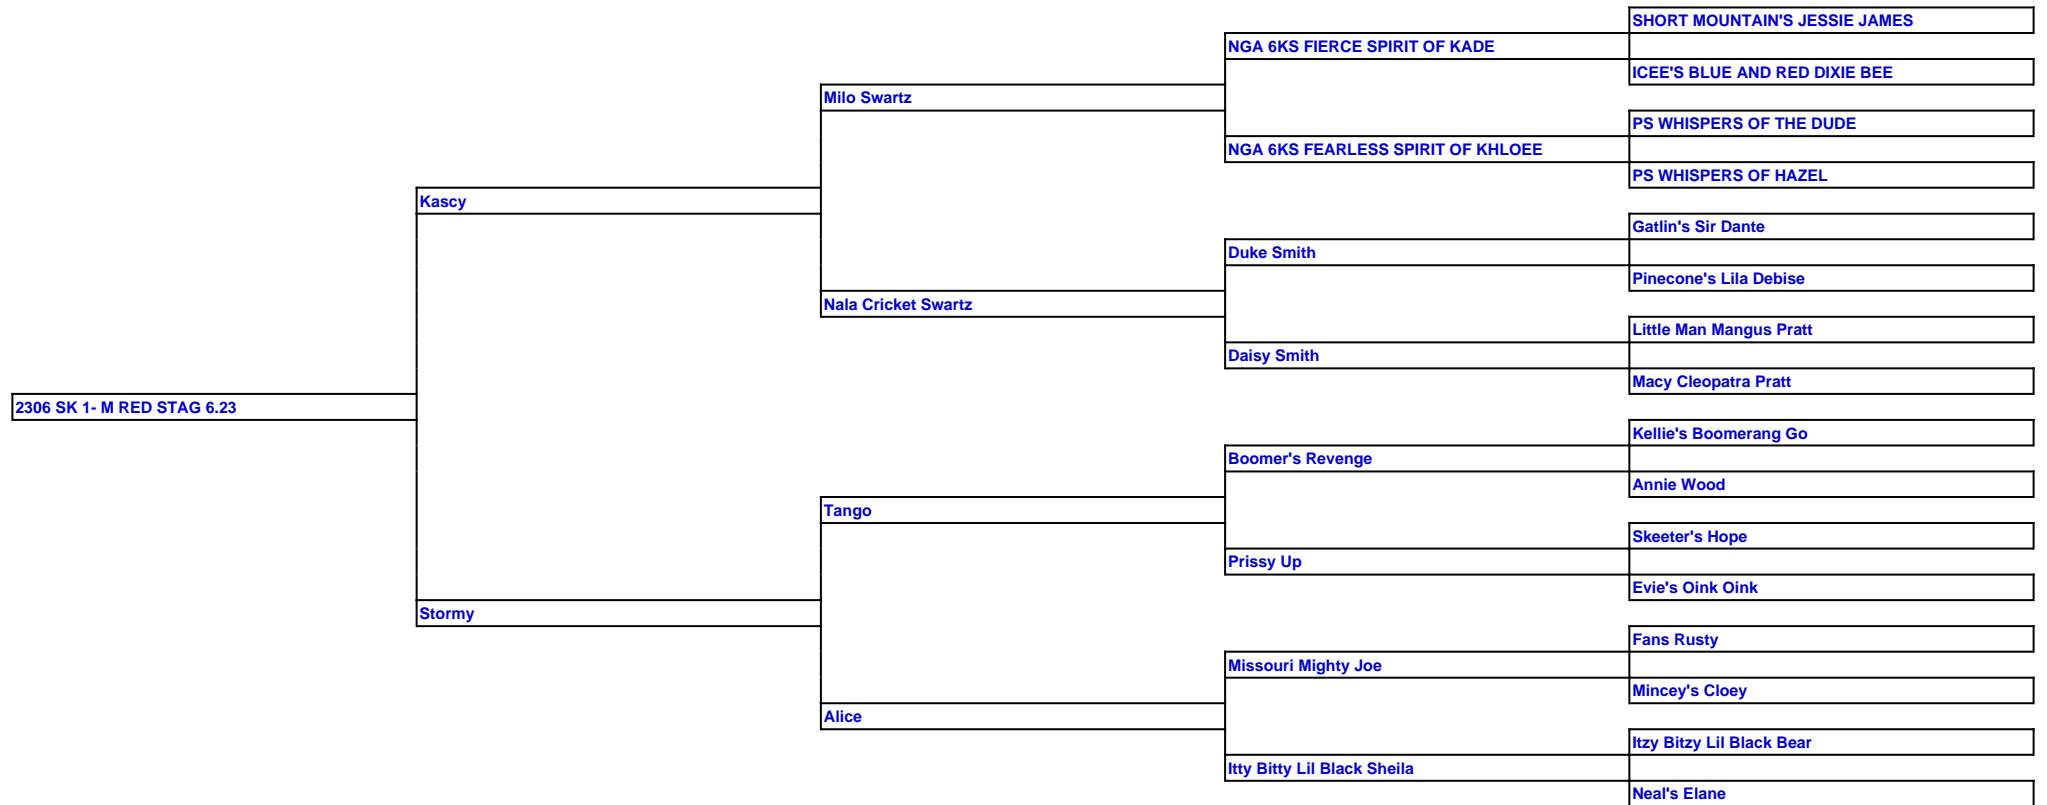 SHORT MOUNTAIN'S JESSIE JAMES
NGA 6KS FIERCE SPIRIT OF KADE
ICEE'S BLUE AND RED DIXIE BEE
Milo Swartz
PS WHISPERS OF THE DUDE
NGA 6KS FEARLESS SPIRIT OF KHLOEE
PS WHISPERS OF HAZEL
Kascy
Gatlin's Sir Dante
Duke Smith
Pinecone's Lila Debise
Nala Cricket Swartz
Little Man Mangus Pratt
Daisy Smith
Macy Cleopatra Pratt
2306 SK 1- M RED STAG 6.23
Kellie's Boomerang Go
Boomer's Revenge
Annie Wood
Tango
Skeeter's Hope
Prissy Up
Evie's Oink Oink
Stormy
Fans Rusty
Missouri Mighty Joe
Mincey's Cloey
Alice
Itzy Bitzy Lil Black Bear
Itty Bitty Lil Black Sheila
Neal's Elane